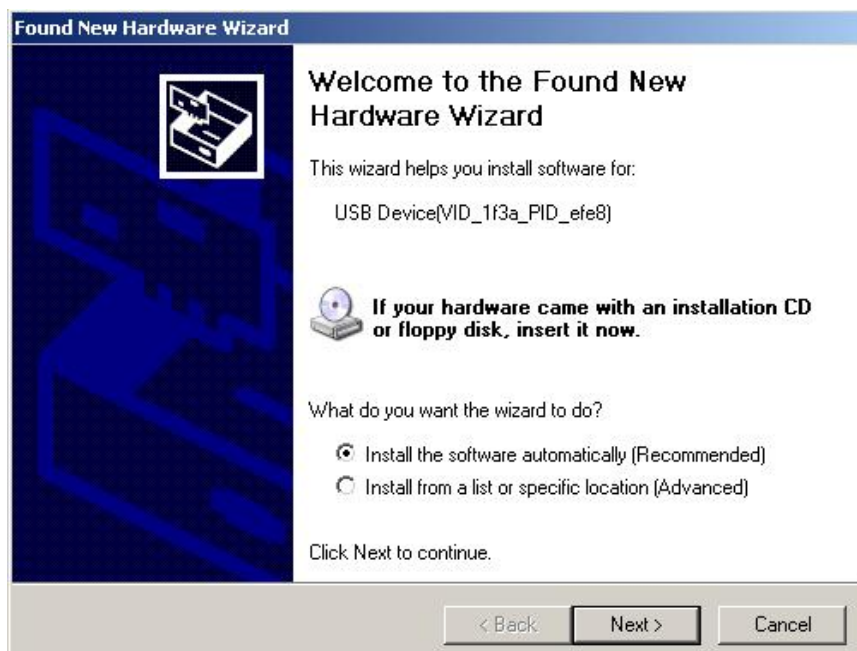 Found New Hardware Wizard
Welcome to the Found New
Hardware Wizard
This wizard helps you install software for:
USB Device(VID_1f3a_PID_efe8)
If your hardware came with an installation CD
or floppy disk, insert it now.
What do you want the wizard to do?
Install the software automatically (Recommended)
Install from a list or specific location (Advanced)
Click Next to continue.
< Back Next > Cancel